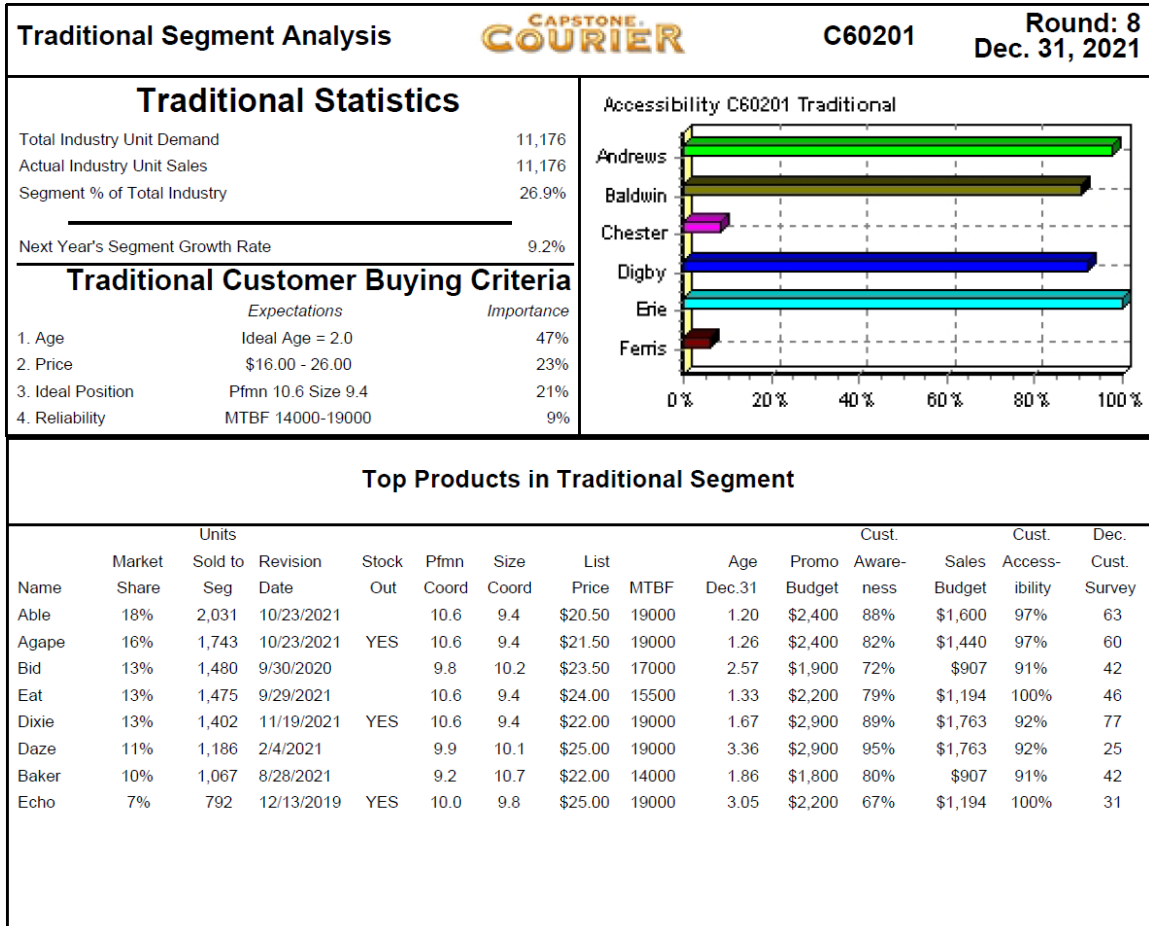 Traditional Segment Analysis
CAPSTONE
COURIER
C60201
Round: 8
Dec. 31, 2021
Traditional Statistics
Total Industry Unit Demand 11,176
Actual Industry Unit Sales 11,176
Segment % of Total Industry 26.9%
Next Year's Segment Growth Rate 9.2%
Traditional Customer Buying Criteria
Expectations Importance
1. Age Ideal Age = 2.0 47%
2. Price $16.00 - 26.00 23%
3. Ideal Position Pfmn 10.6 Size 9.4 21%
4. Reliability MTBF 14000-19000 9%
Accessibility C60201 Traditional
Andrews
Baldwin
Chester
Digby
Erie
Ferris
0% 20% 40% 60% 80% 100%
Top Products in Traditional Segment
Units Cust. Cust. Dec.
Market Sold to Revision Stock Pfmn Size List Age Promo Aware- Sales Access- Cust.
Name Share Seg Date Out Coord Coord Price MTBF Dec.31 Budget ness Budget ibility Survey
Able 18% 2,031 10/23/2021 10.6 9.4 $20.50 19000 1.20 $2,400 88% $1,600 97% 63
Agape 16% 1,743 10/23/2021 YES 10.6 9.4 $21.50 19000 1.26 $2,400 82% $1,440 97% 60
Bid 13% 1,480 9/30/2020 9.8 10.2 $23.50 17000 2.57 $1,900 72% $907 91% 42
Eat 13% 1,475 9/29/2021 10.6 9.4 $24.00 15500 1.33 $2,200 79% $1,194 100% 46
Dixie 13% 1,402 11/19/2021 YES 10.6 9.4 $22.00 19000 1.67 $2,900 89% $1,763 92% 77
Daze 11% 1,186 2/4/2021 9.9 10.1 $25.00 19000 3.36 $2,900 95% $1,763 92% 25
Baker 10% 1,067 8/28/2021 9.2 10.7 $22.00 14000 1.86 $1,800 80% $907 91% 42
Echo 7% 792 12/13/2019 YES 10.0 9.8 $25.00 19000 3.05 $2,200 67% $1,194 100% 31